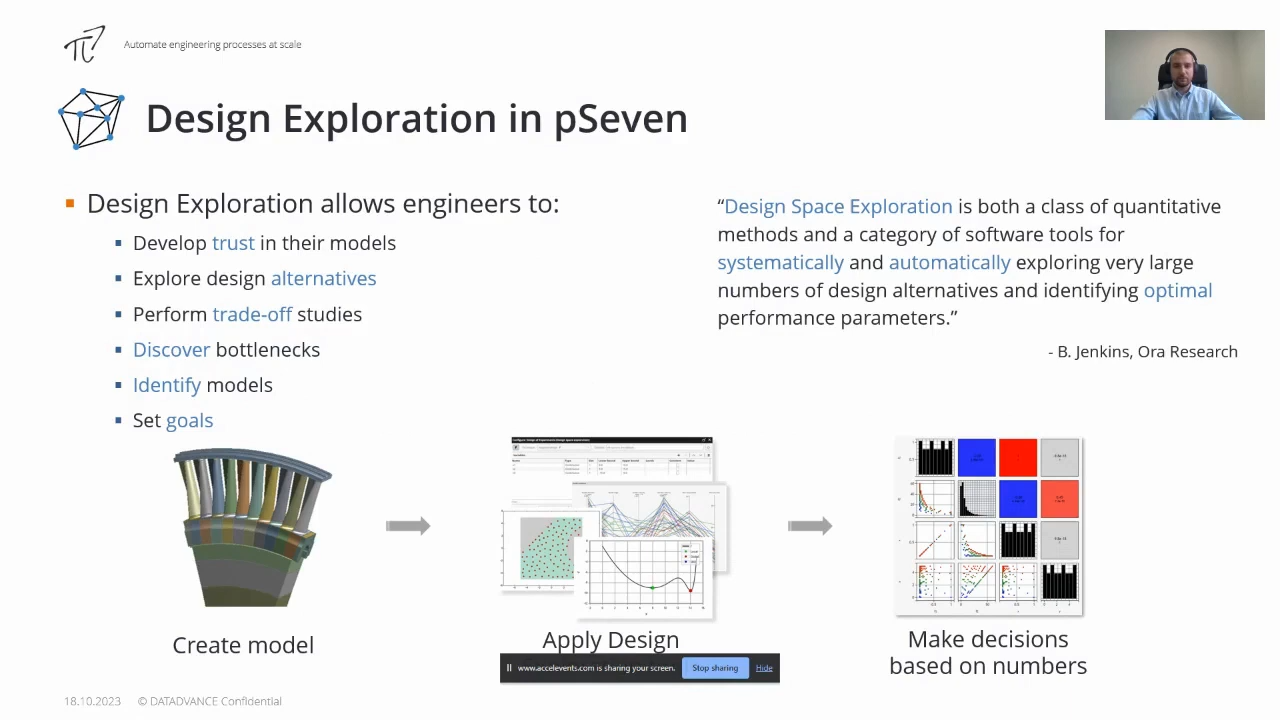 Automate engineering processes at scale
Design Exploration in pSeven
Design Exploration allows engineers to:
Develop trust in their models
Explore design alternatives
Perform trade-off studies
Discover bottlenecks
Identify models
Set goals
“Design Space Exploration is both a class of quantitative
methods and a category of software tools for
systematically and automatically exploring very large
numbers of design alternatives and identifying optimal
performance parameters.”
- B. Jenkins, Ora Research
Create model
Apply Design
Make decisions
based on numbers
www.accelevents.com is sharing your screen.
Stop sharing
Hide
18.10.2023
© DATADVANCE Confidential